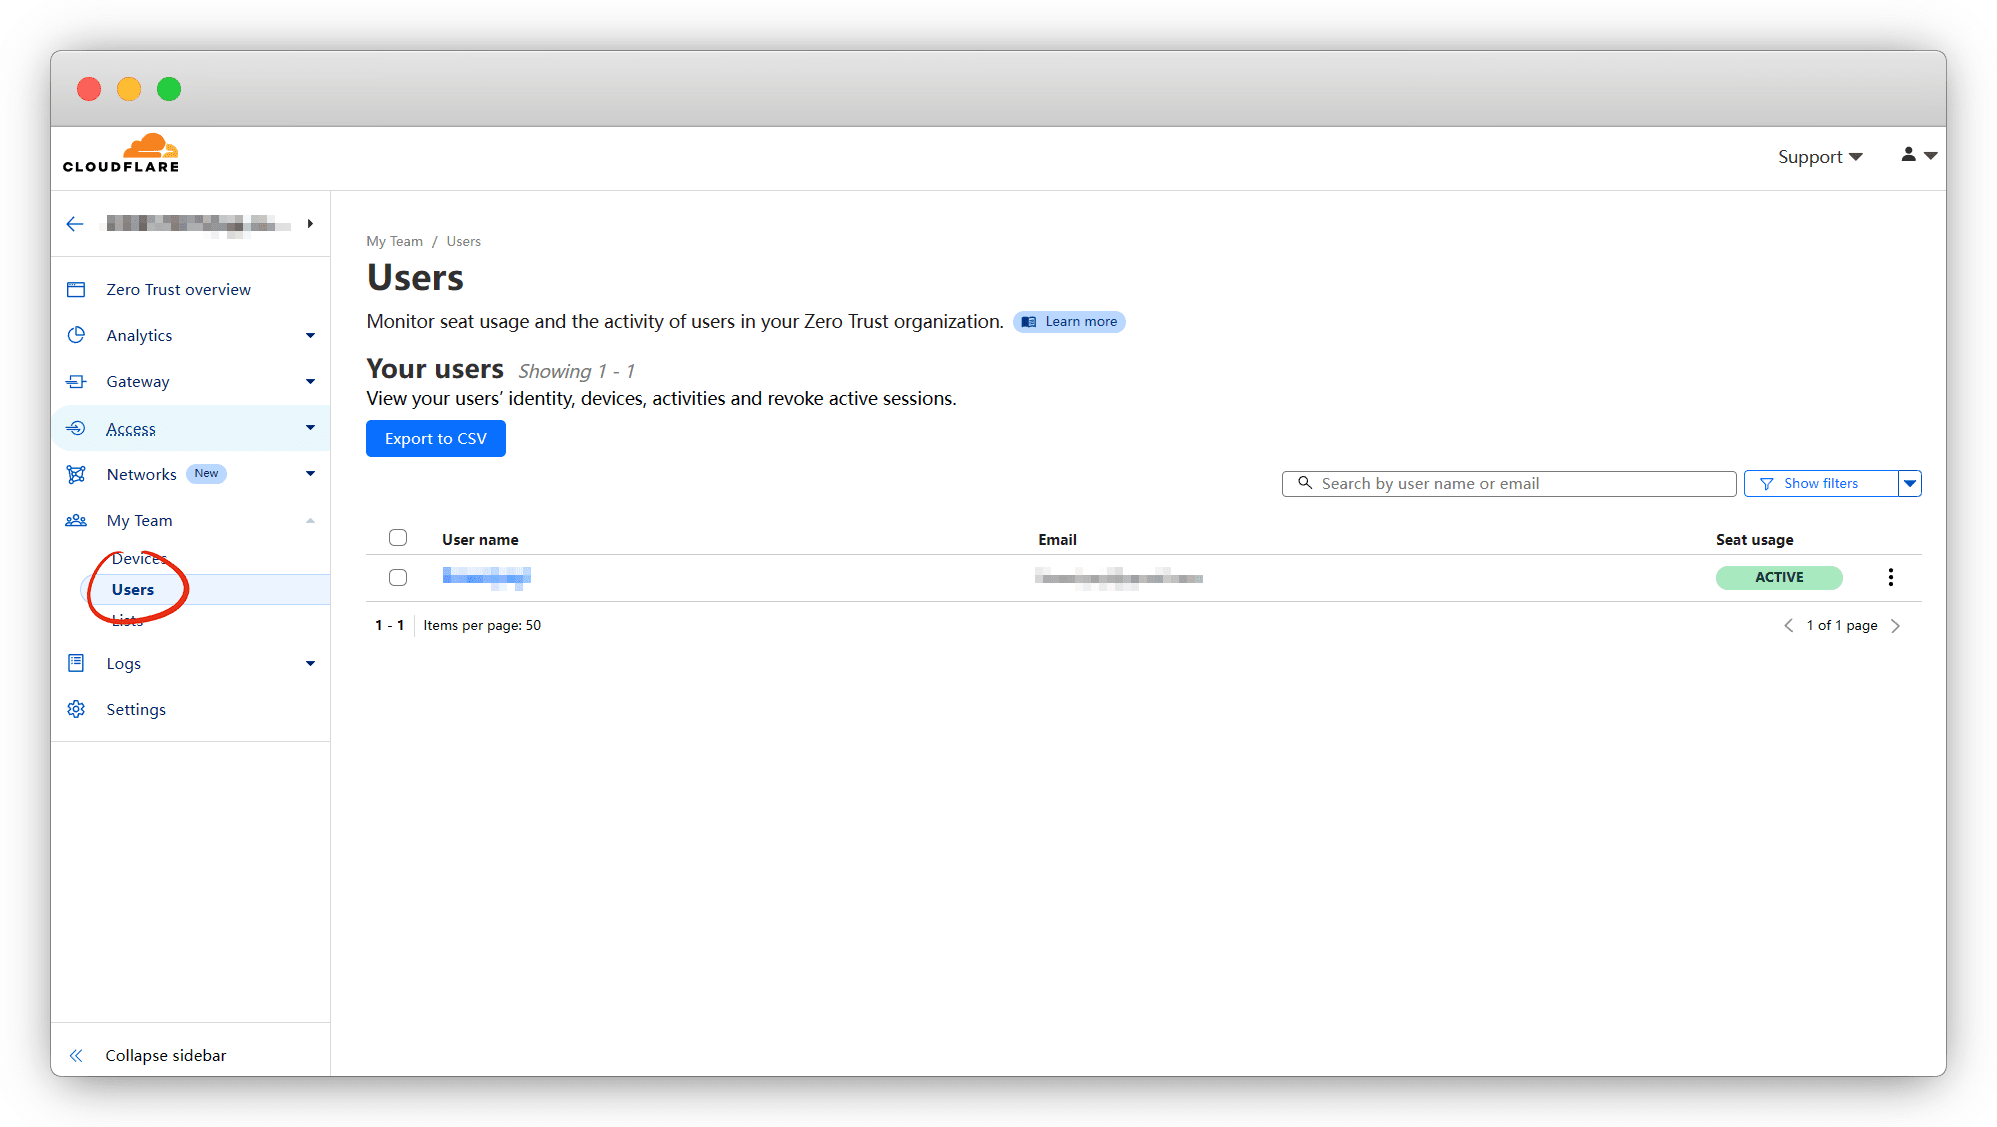 CLOUDFLARE
Support
Zero Trust overview
Analytics
Gateway
Access
Networks New
My Team
Devices
Users
Lists
Logs
Settings
Collapse sidebar
My Team / Users
Users
Monitor seat usage and the activity of users in your Zero Trust organization. Learn more
Your users Showing 1 - 1
View your users’ identity, devices, activities and revoke active sessions.
Export to CSV
Search by user name or email Show filters
User name Email Seat usage
ACTIVE
1 - 1 Items per page: 50 1 of 1 page